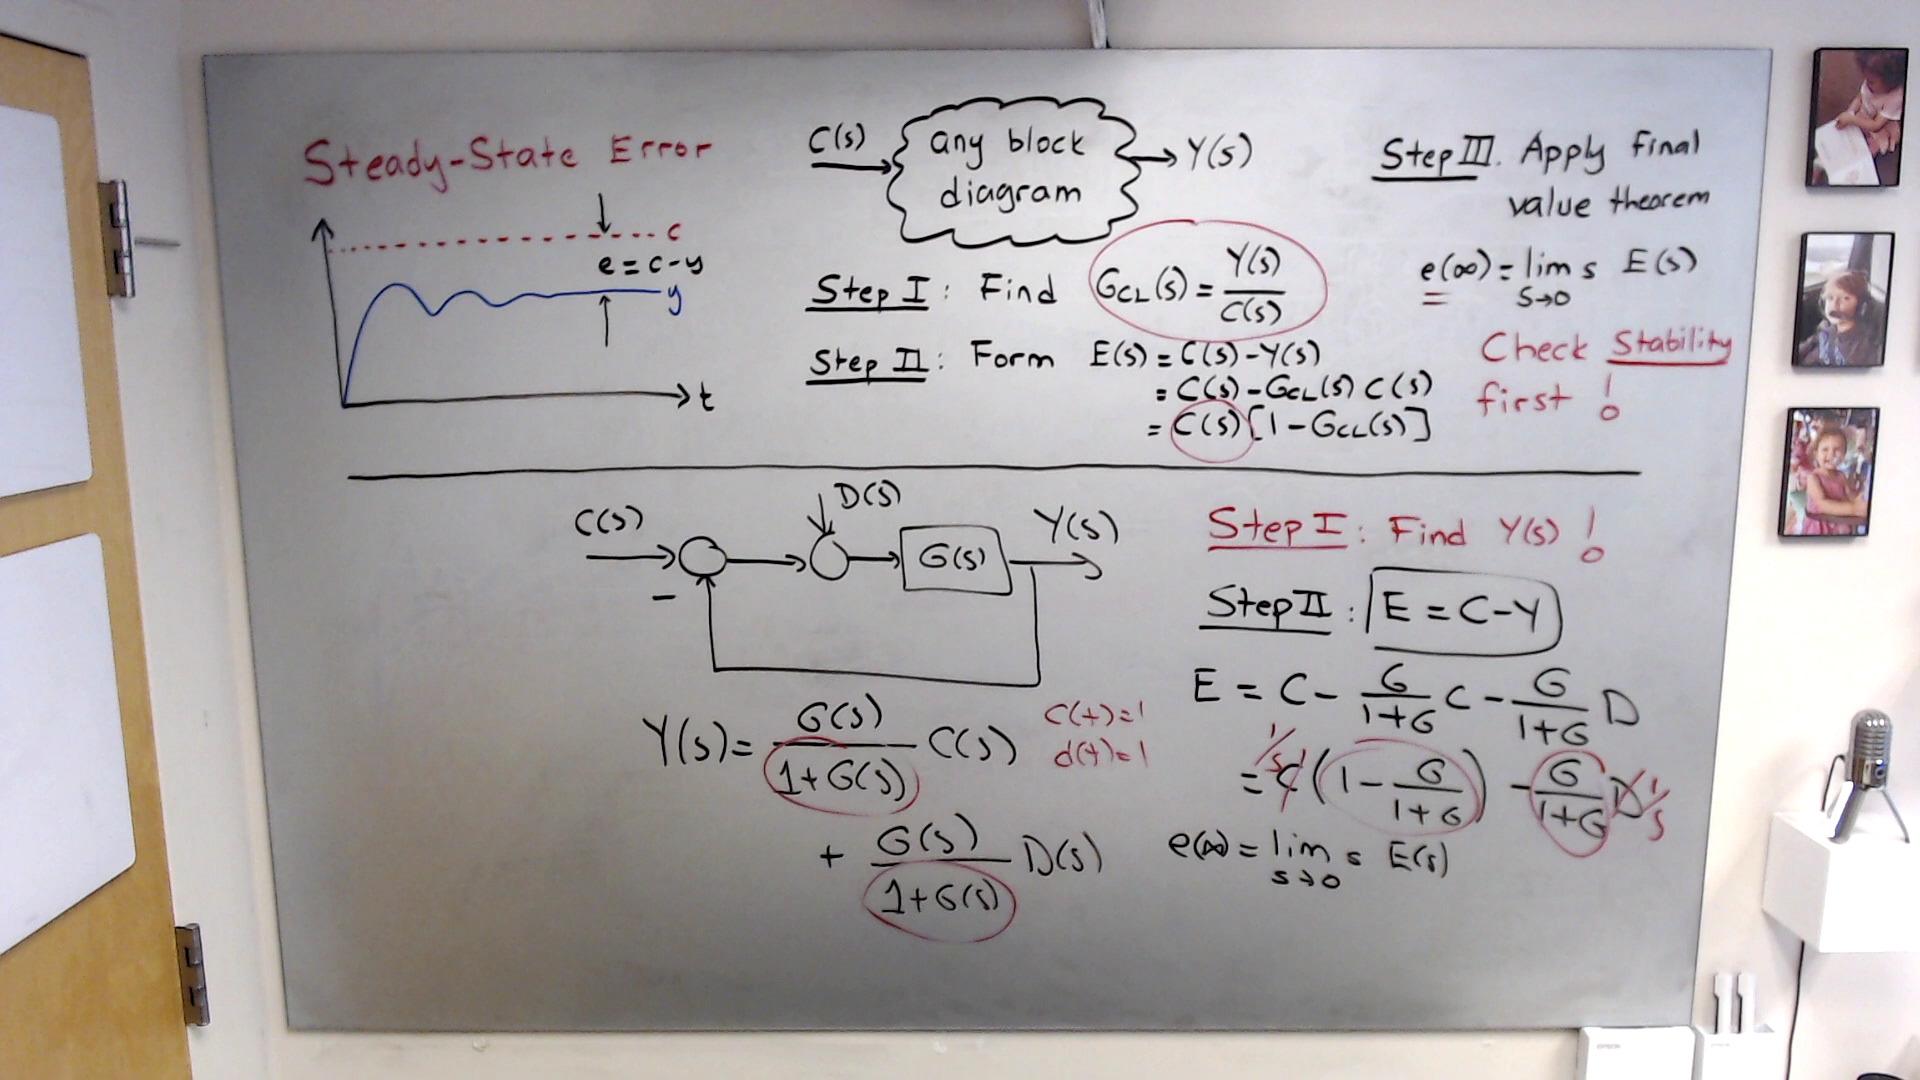 Steady-State Error
c
e = c-y
y
t
C(s)
any block
diagram
Y(s)
Step I: Find G_CL(s) = Y(s)/C(s)
Step II: Form E(s) = C(s)-Y(s)
= C(s)-G_CL(s) C(s)
= C(s)[1-G_CL(s)]
Step III. Apply final
value theorem
e(∞) = lim s E(s)
s→0
Check Stability
first !
C(s)
D(s)
G(s)
Y(s)
-
Y(s) = G(s)/(1+G(s)) C(s)
+ G(s)/(1+G(s)) D(s)
c(t)=1
d(t)=1
Step I: Find Y(s) !
Step II: E = C-Y
E = C - G/(1+G) C - G/(1+G) D
= C 1/s (1 - G/(1+G)) - G/(1+G) D 1/s
e(∞) = lim s E(s)
s→0
EPSON